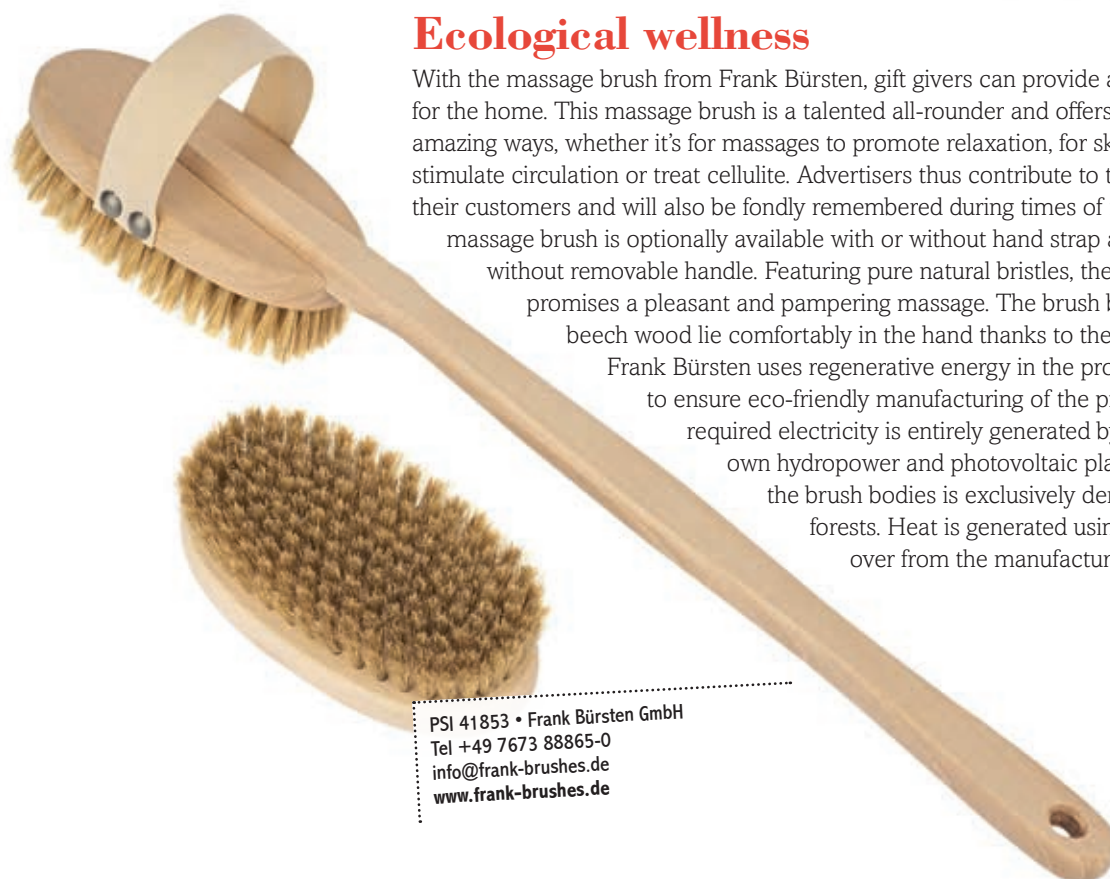 Ecological wellness
With the massage brush from Frank Bürsten, gift givers can provide a
for the home. This massage brush is a talented all-rounder and offers
amazing ways, whether it's for massages to promote relaxation, for sk
stimulate circulation or treat cellulite. Advertisers thus contribute to t
their customers and will also be fondly remembered during times of
massage brush is optionally available with or without hand strap a
without removable handle. Featuring pure natural bristles, the
promises a pleasant and pampering massage. The brush b
beech wood lie comfortably in the hand thanks to the
Frank Bürsten uses regenerative energy in the pro
to ensure eco-friendly manufacturing of the p
required electricity is entirely generated by
own hydropower and photovoltaic pla
the brush bodies is exclusively der
forests. Heat is generated usin
over from the manufactur
PSI 41853 • Frank Bürsten GmbH
Tel +49 7673 88865-0
info@frank-brushes.de
www.frank-brushes.de